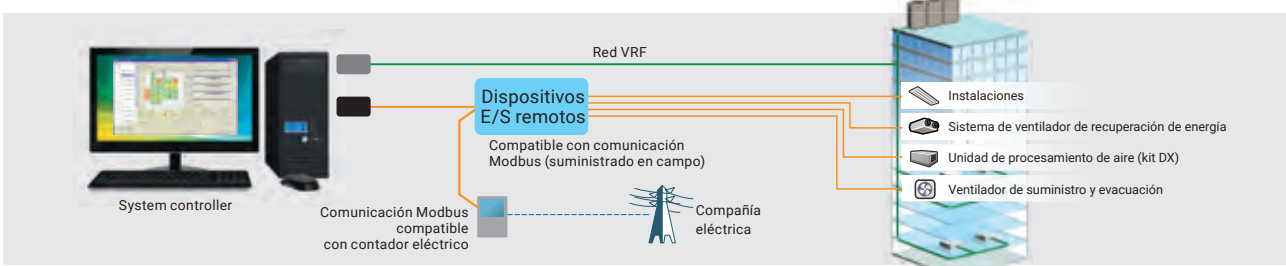 Red VRF
Dispositivos
E/S remotos
Compatible con comunicación
Modbus (suministrado en campo)
Instalaciones
Sistema de ventilador de recuperación de energía
Unidad de procesamiento de aire (kit DX)
Ventilador de suministro y evacuación
System controller
Comunicación Modbus
compatible
con contador eléctrico
Compañía
eléctrica